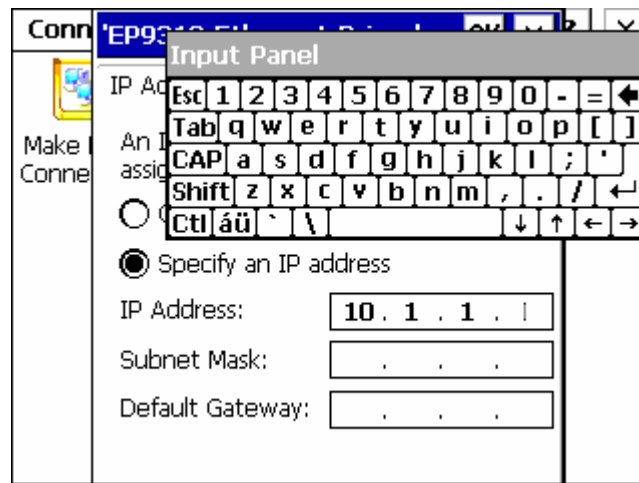 Conn
'EP93
OK
?
Input Panel
IP Ad
Esc 1 2 3 4 5 6 7 8 9 0 - =
Tab q w e r t y u i o p [ ]
Make
Conne
An I
assig
CAP a s d f g h j k l ; '
Shift z x c v b n m , . /
Ctl áü ` \
Specify an IP address
IP Address: 10 . 1 . 1 .
Subnet Mask: . . .
Default Gateway: . . .